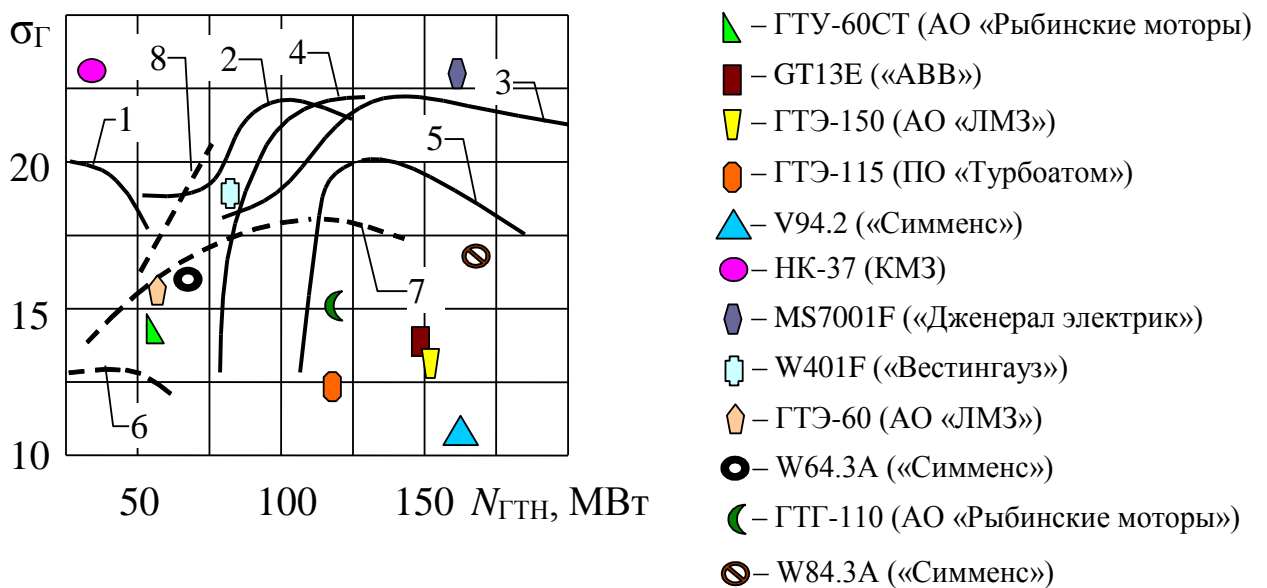 σГ
8
2
4
3
1
5
20
7
15
6
10
50
100
150 NГТН, МВт
– ГТУ-60СТ (АО «Рыбинские моторы)
– GT13E («АВВ»)
– ГТЭ-150 (АО «ЛМЗ»)
– ГТЭ-115 (ПО «Турбоатом»)
– V94.2 («Симменс»)
– НК-37 (КМЗ)
– MS7001F («Дженерал электрик»)
– W401F («Вестингауз»)
– ГТЭ-60 (АО «ЛМЗ»)
– W64.3A («Симменс»)
– ГТГ-110 (АО «Рыбинские моторы»)
– W84.3A («Симменс»)